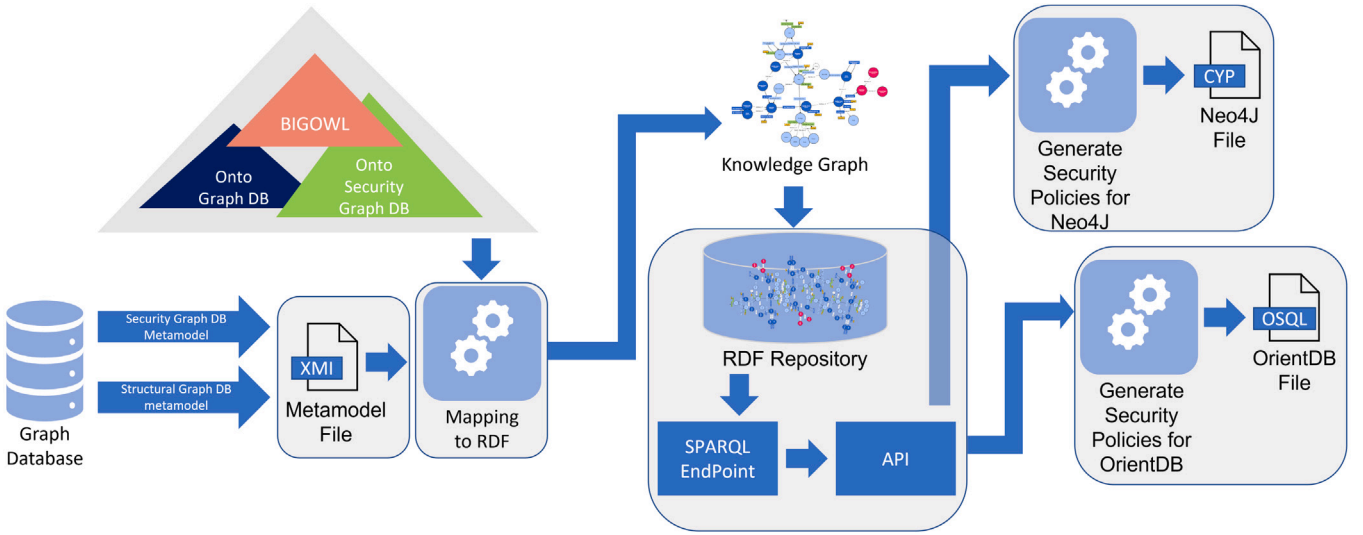 BIGOWL
Onto
Graph DB
Onto
Security
Graph DB
Security Graph DB
Metamodel
Structural Graph DB
metamodel
Graph
Database
XMI
Metamodel
File
Mapping
to RDF
Knowledge Graph
RDF Repository
SPARQL
EndPoint
API
Generate
Security
Policies for
Neo4J
CYP
Neo4J
File
Generate
Security
Policies for
OrientDB
OSQL
OrientDB
File